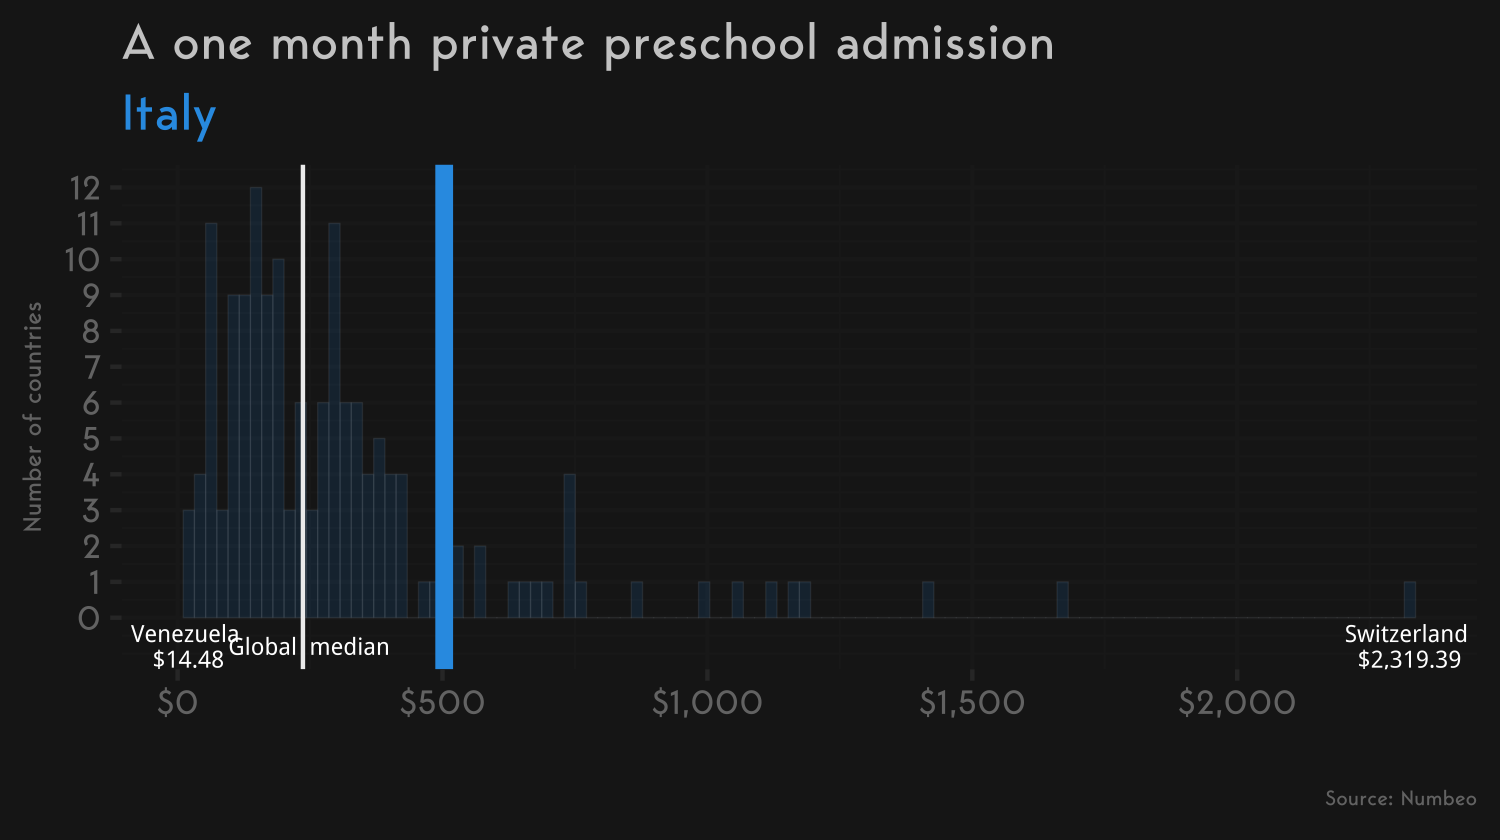 A one month private preschool admission
Italy
Number of countries
12
11
10
9
8
7
6
5
4
3
2
1
0
Venezuela
$14.48
Global median
Switzerland
$2,319.39
$0 $500 $1,000 $1,500 $2,000
Source: Numbeo